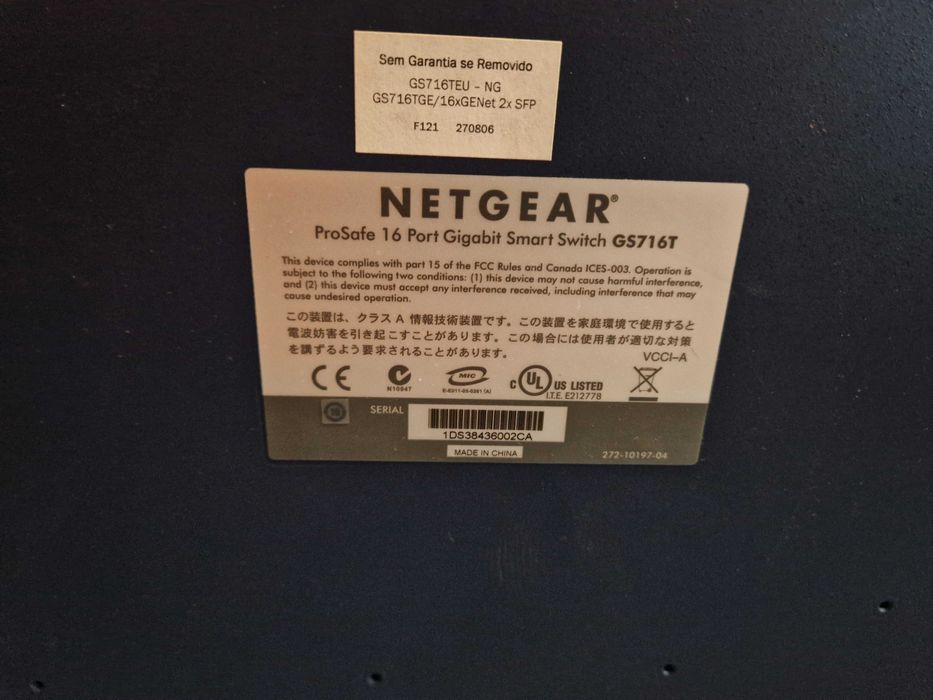 Sem Garantia se Removido
GS716TEU - NG
GS716TGE/16xGENet 2x SFP
F121 270806
NETGEAR®
ProSafe 16 Port Gigabit Smart Switch GS716T
This device complies with part 15 of the FCC Rules and Canada ICES-003. Operation is
subject to the following two conditions: (1) this device may not cause harmful interference,
and (2) this device must accept any interference received, including interference that may
cause undesired operation.
この装置は、クラス A 情報技術装置です。この装置を家庭環境で使用すると
電波妨害を引き起こすことがあります。この場合には使用者が適切な対策
を講ずるよう要求されることがあります。
VCCI-A
CE
N10947
MIC
C UL US LISTED
I.T.E. E212778
SERIAL
1DS38436002CA
MADE IN CHINA
272-10197-04